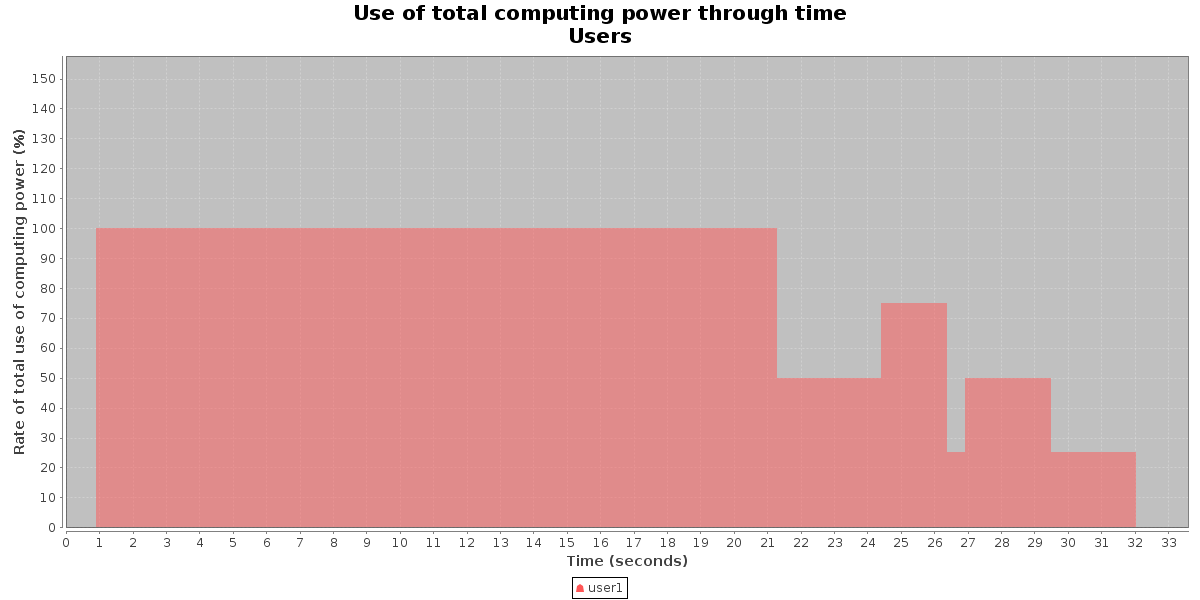 Use of total computing power through time
Users
Rate of total use of computing power (%)
150
140
130
120
110
100
90
80
70
60
50
40
30
20
10
0
0 1 2 3 4 5 6 7 8 9 10 11 12 13 14 15 16 17 18 19 20 21 22 23 24 25 26 27 28 29 30 31 32 33
Time (seconds)
user1